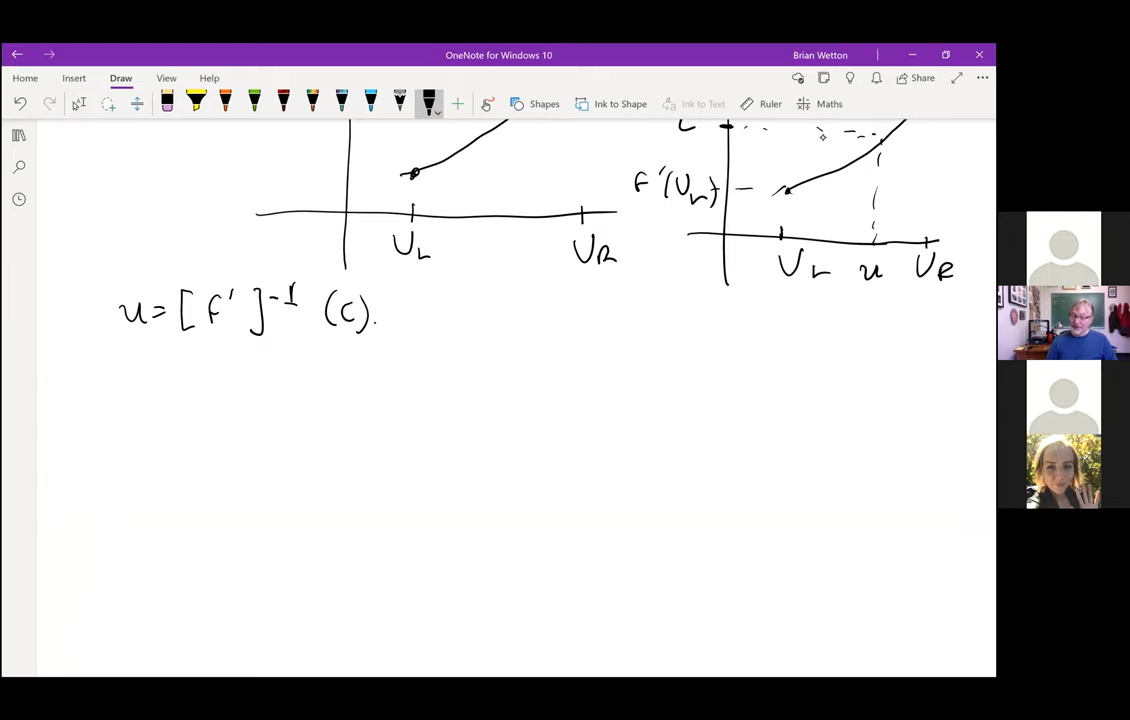 OneNote for Windows 10
Brian Wetton
Home Insert Draw View Help
Share
Shapes
Ink to Shape
Ink to Text
Ruler
Maths
C
f'(U_L)
U_L
U_R
U_L
u
U_R
u = [f']^-1 (c).